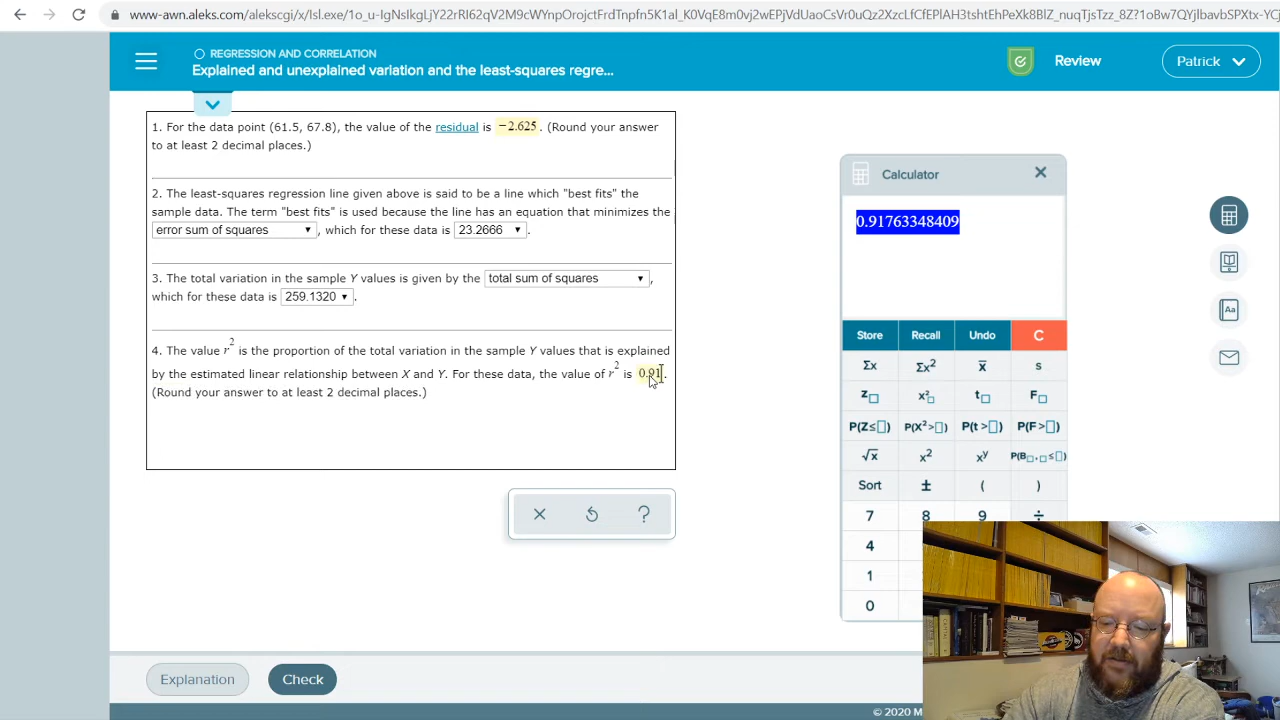 www-awn.aleks.com/alekscgi/x/Isl.exe/1o_u-IgNsIkgLjY22rRI62qV2M9cWYnpOrojctFrdTnpfn5K1al_K0VqE8m0vj2wEPjVdUaoCsVr0uQz2XzcLfCfEPlAH3tshtEhPeXk8BlZ_nuqTjsTzz_8Z?1oBw7QYjlbavbSPXtx-YCJ
REGRESSION AND CORRELATION
Explained and unexplained variation and the least-squares regre...
Review
Patrick
1. For the data point (61.5, 67.8), the value of the residual is −2.625. (Round your answer
to at least 2 decimal places.)
2. The least-squares regression line given above is said to be a line which "best fits" the
sample data. The term "best fits" is used because the line has an equation that minimizes the
error sum of squares, which for these data is 23.2666.
3. The total variation in the sample Y values is given by the total sum of squares,
which for these data is 259.1320.
4. The value r² is the proportion of the total variation in the sample Y values that is explained
by the estimated linear relationship between X and Y. For these data, the value of r² is 0.91.
(Round your answer to at least 2 decimal places.)
Calculator
0.91763348409
Store Recall Undo C
Σx Σx² x̄ s
z□ χ²□ t□ F□
P(Z≤□) P(X²>□) P(t >□) P(F>□)
√x x² xʸ P(B□,□≤□)
Sort ± ( )
7 8 9 ÷
4
1
0
Aa
Explanation
Check
© 2020 M